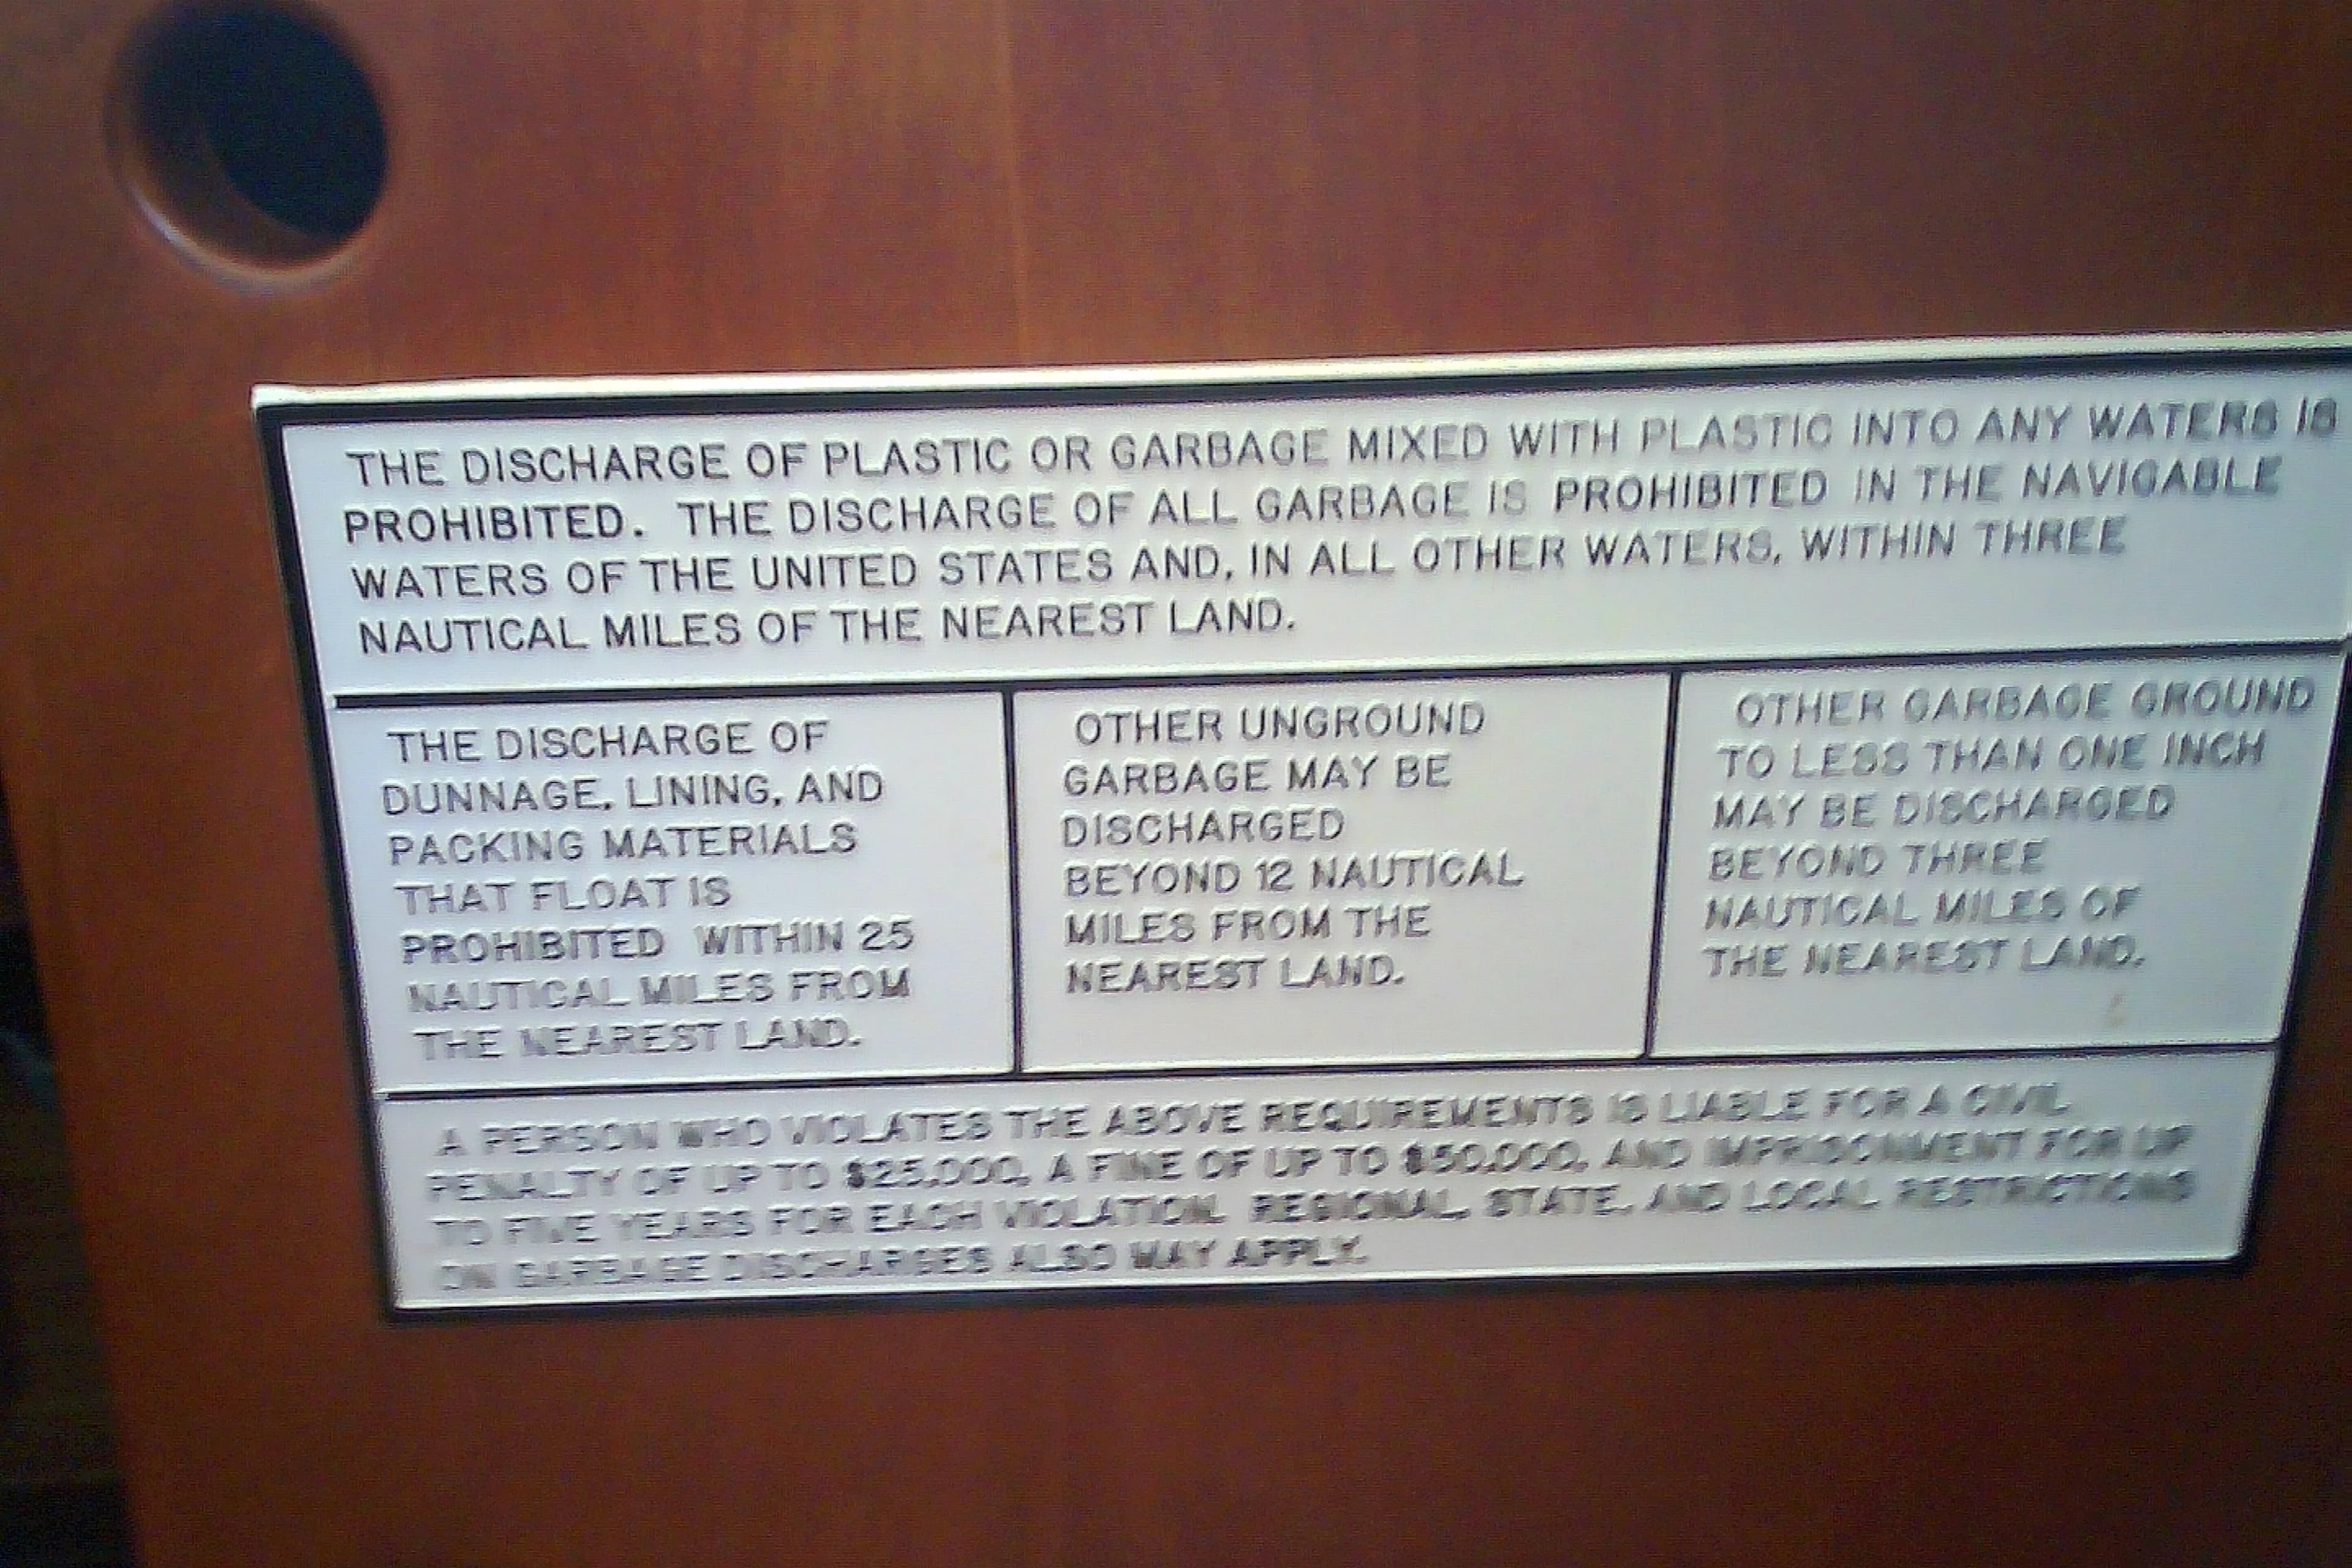 THE DISCHARGE OF PLASTIC OR GARBAGE MIXED WITH PLASTIC INTO ANY WATERS IS
PROHIBITED. THE DISCHARGE OF ALL GARBAGE IS PROHIBITED IN THE NAVIGABLE
WATERS OF THE UNITED STATES AND, IN ALL OTHER WATERS, WITHIN THREE
NAUTICAL MILES OF THE NEAREST LAND.
THE DISCHARGE OF
DUNNAGE, LINING, AND
PACKING MATERIALS
THAT FLOAT IS
PROHIBITED WITHIN 25
NAUTICAL MILES FROM
THE NEAREST LAND.
OTHER UNGROUND
GARBAGE MAY BE
DISCHARGED
BEYOND 12 NAUTICAL
MILES FROM THE
NEAREST LAND.
OTHER GARBAGE GROUND
TO LESS THAN ONE INCH
MAY BE DISCHARGED
BEYOND THREE
NAUTICAL MILES OF
THE NEAREST LAND.
A PERSON WHO VIOLATES THE ABOVE REQUIREMENTS IS LIABLE FOR A CIVIL
PENALTY OF UP TO $25,000, A FINE OF UP TO $50,000, AND IMPRISONMENT FOR UP
TO FIVE YEARS FOR EACH VIOLATION. REGIONAL, STATE, AND LOCAL RESTRICTIONS
ON GARBAGE DISCHARGES ALSO MAY APPLY.